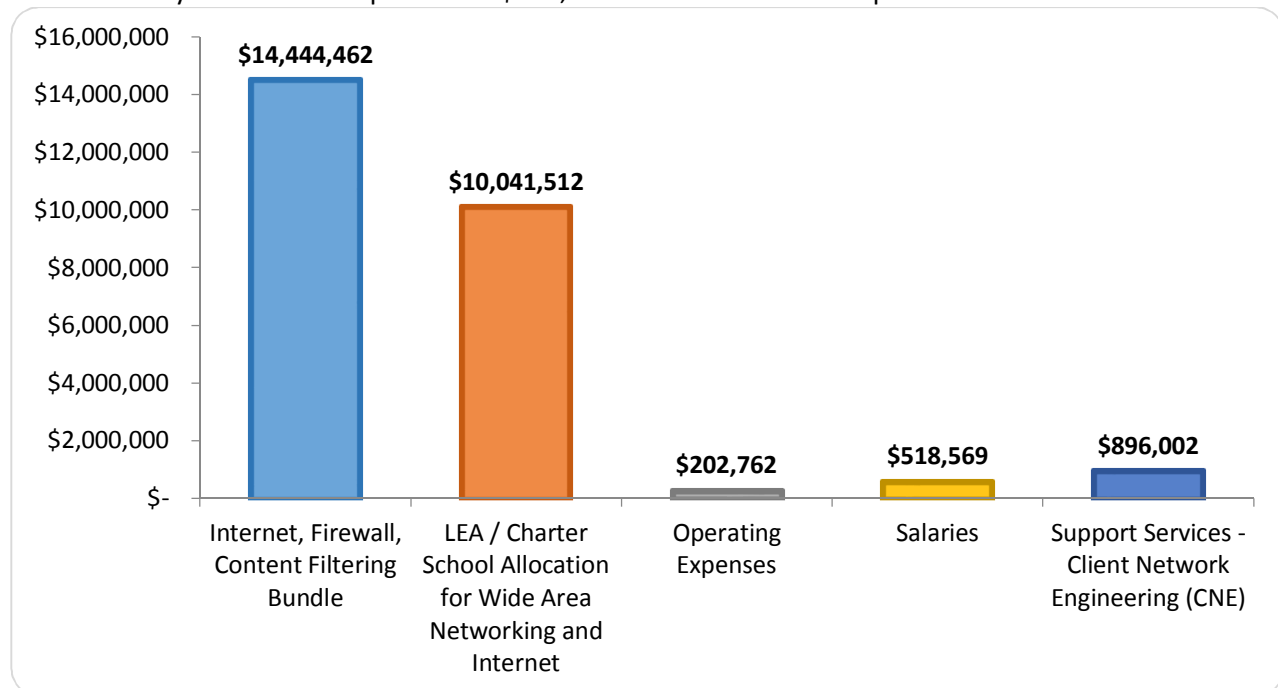 $16,000,000
$14,000,000
$12,000,000
$10,000,000
$8,000,000
$6,000,000
$4,000,000
$2,000,000
$-
$14,444,462
$10,041,512
$202,762
$518,569
$896,002
Internet, Firewall,
Content Filtering
Bundle
LEA / Charter
School Allocation
for Wide Area
Networking and
Internet
Operating
Expenses
Salaries
Support Services -
Client Network
Engineering (CNE)